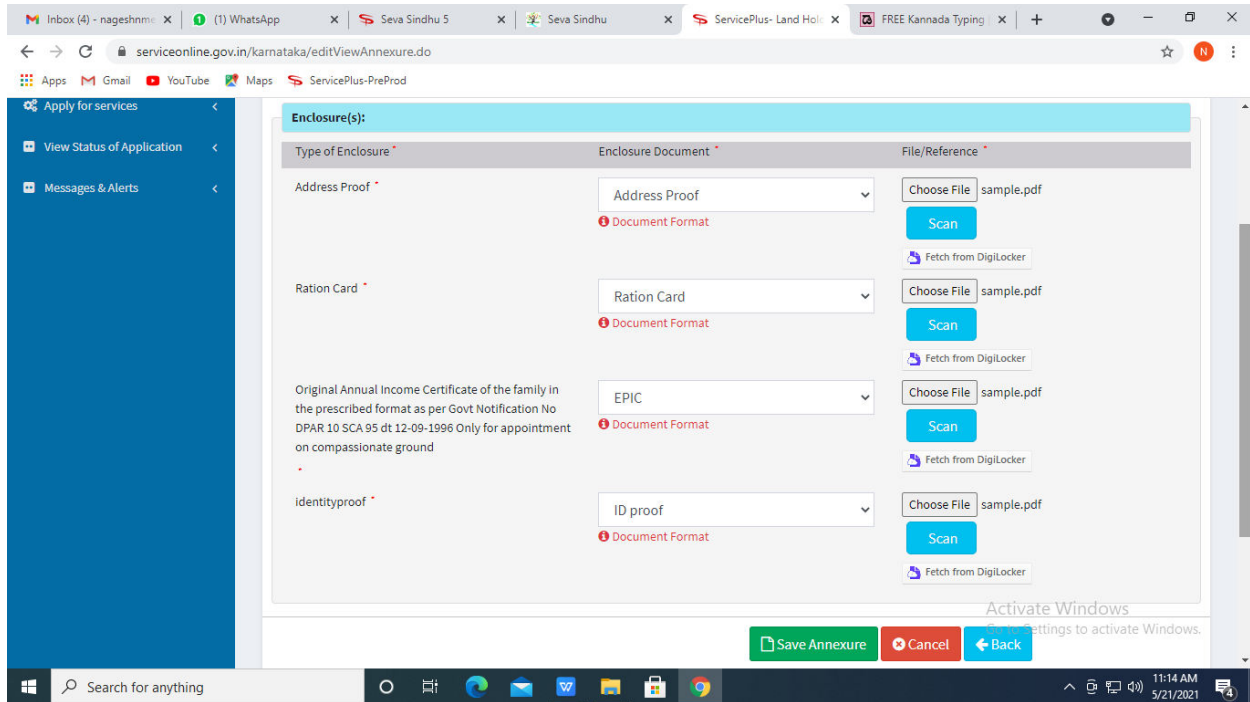 Inbox (4) - nageshnm
(1) WhatsApp
Seva Sindhu 5
Seva Sindhu
ServicePlus- Land Hol
FREE Kannada Typing
serviceonline.gov.in/karnataka/editViewAnnexure.do
N
Apps Gmail YouTube Maps ServicePlus-PreProd
Apply for services
View Status of Application
Messages & Alerts
Enclosure(s):
Type of Enclosure * Enclosure Document * File/Reference *
Address Proof * Address Proof Choose File sample.pdf
Document Format Scan
Fetch from DigiLocker
Ration Card * Ration Card Choose File sample.pdf
Document Format Scan
Fetch from DigiLocker
Original Annual Income Certificate of the family in
the prescribed format as per Govt Notification No
DPAR 10 SCA 95 dt 12-09-1996 Only for appointment
on compassionate ground
*
EPIC Choose File sample.pdf
Document Format Scan
Fetch from DigiLocker
identityproof * ID proof Choose File sample.pdf
Document Format Scan
Fetch from DigiLocker
Activate Windows
Go to Settings to activate Windows.
Save Annexure Cancel Back
Search for anything
11:14 AM
5/21/2021
4